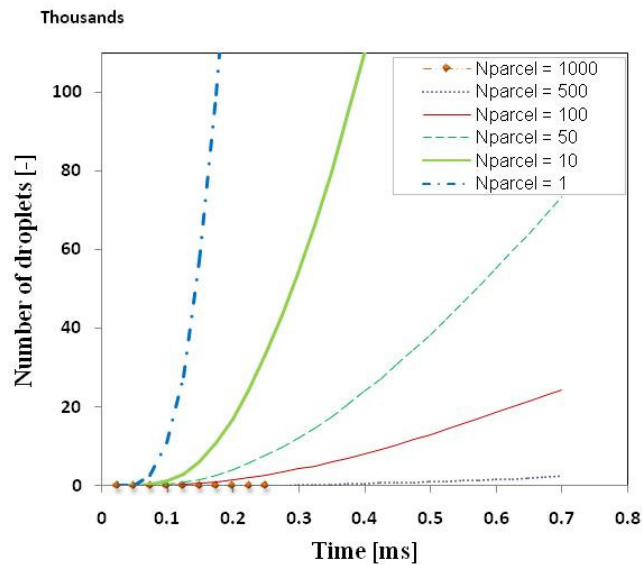 Thousands
100
80
60
40
20
0
Number of droplets [-]
Nparcel = 1000
Nparcel = 500
Nparcel = 100
Nparcel = 50
Nparcel = 10
Nparcel = 1
0 0.1 0.2 0.3 0.4 0.5 0.6 0.7 0.8
Time [ms]